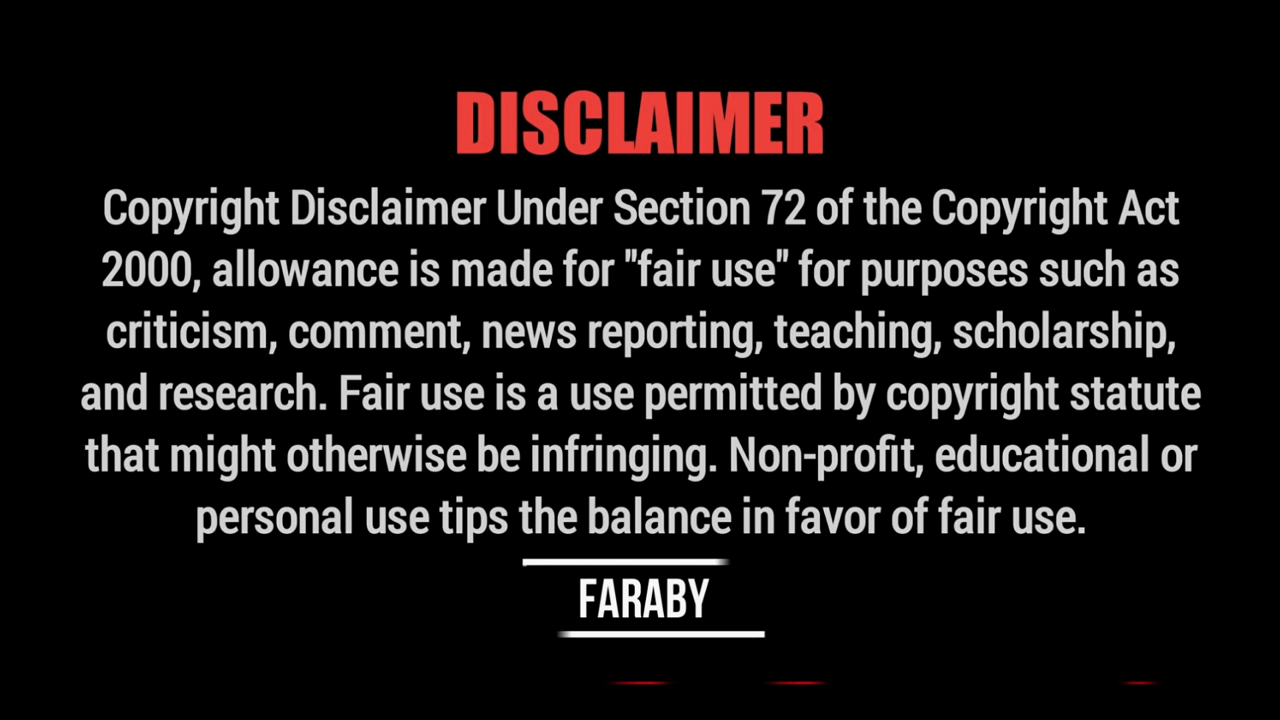 DISCLAIMER
Copyright Disclaimer Under Section 72 of the Copyright Act
2000, allowance is made for "fair use" for purposes such as
criticism, comment, news reporting, teaching, scholarship,
and research. Fair use is a use permitted by copyright statute
that might otherwise be infringing. Non-profit, educational or
personal use tips the balance in favor of fair use.
FARABY